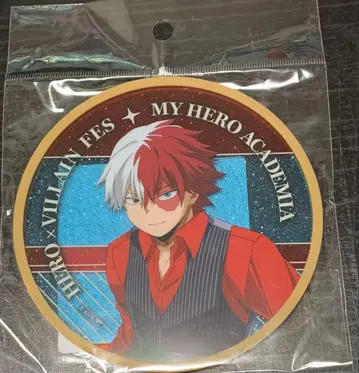 HERO × VILLAIN FES ✦ MY HERO ACADEMIA